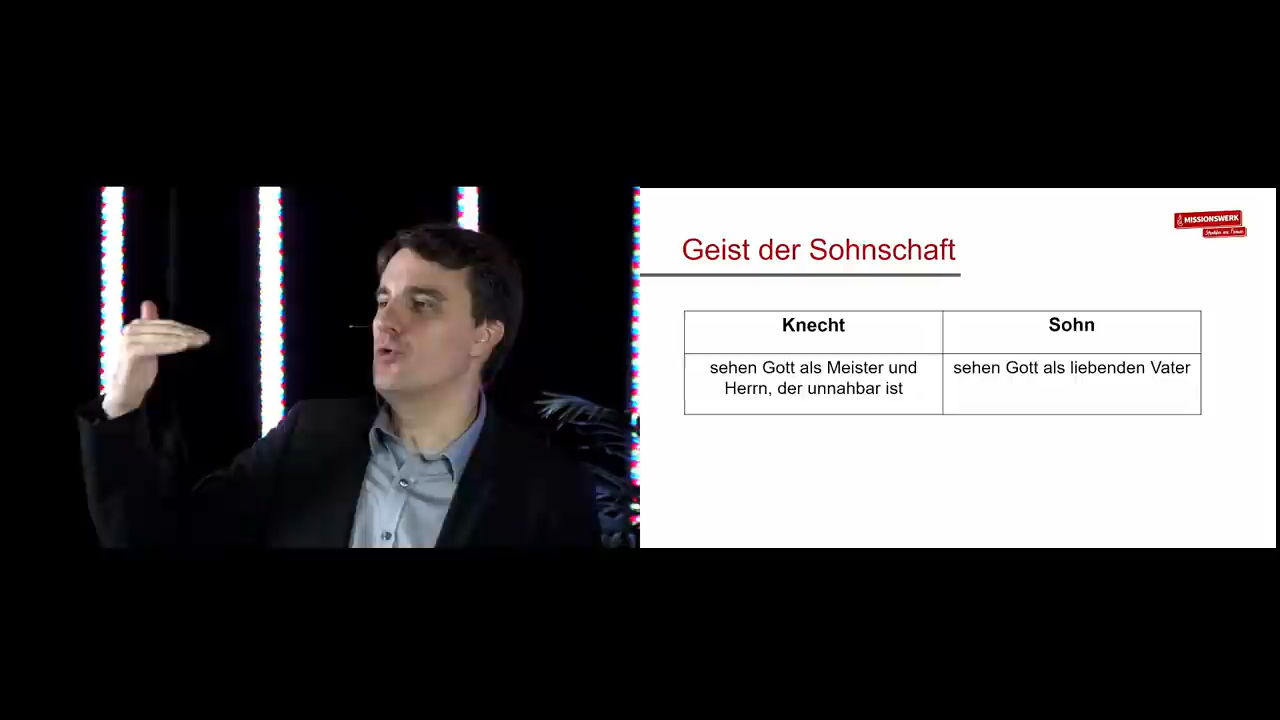 MISSIONSWERK
Geist der Sohnschaft
Knecht
Sohn
sehen Gott als Meister und
Herrn, der unnahbar ist
sehen Gott als liebenden Vater